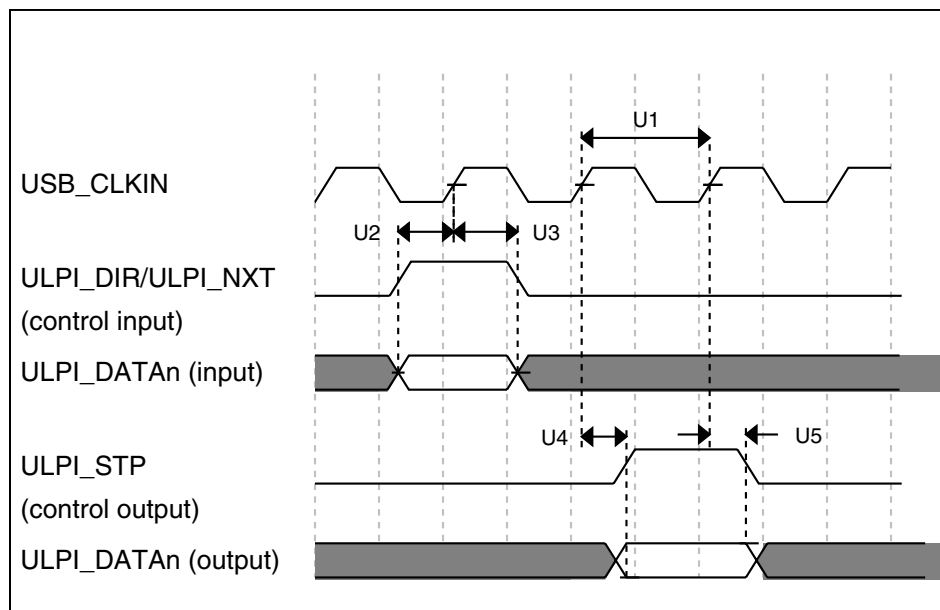 U1
USB_CLKIN
U2
U3
ULPI_DIR/ULPI_NXT
(control input)
ULPI_DATAn (input)
U4
U5
ULPI_STP
(control output)
ULPI_DATAn (output)